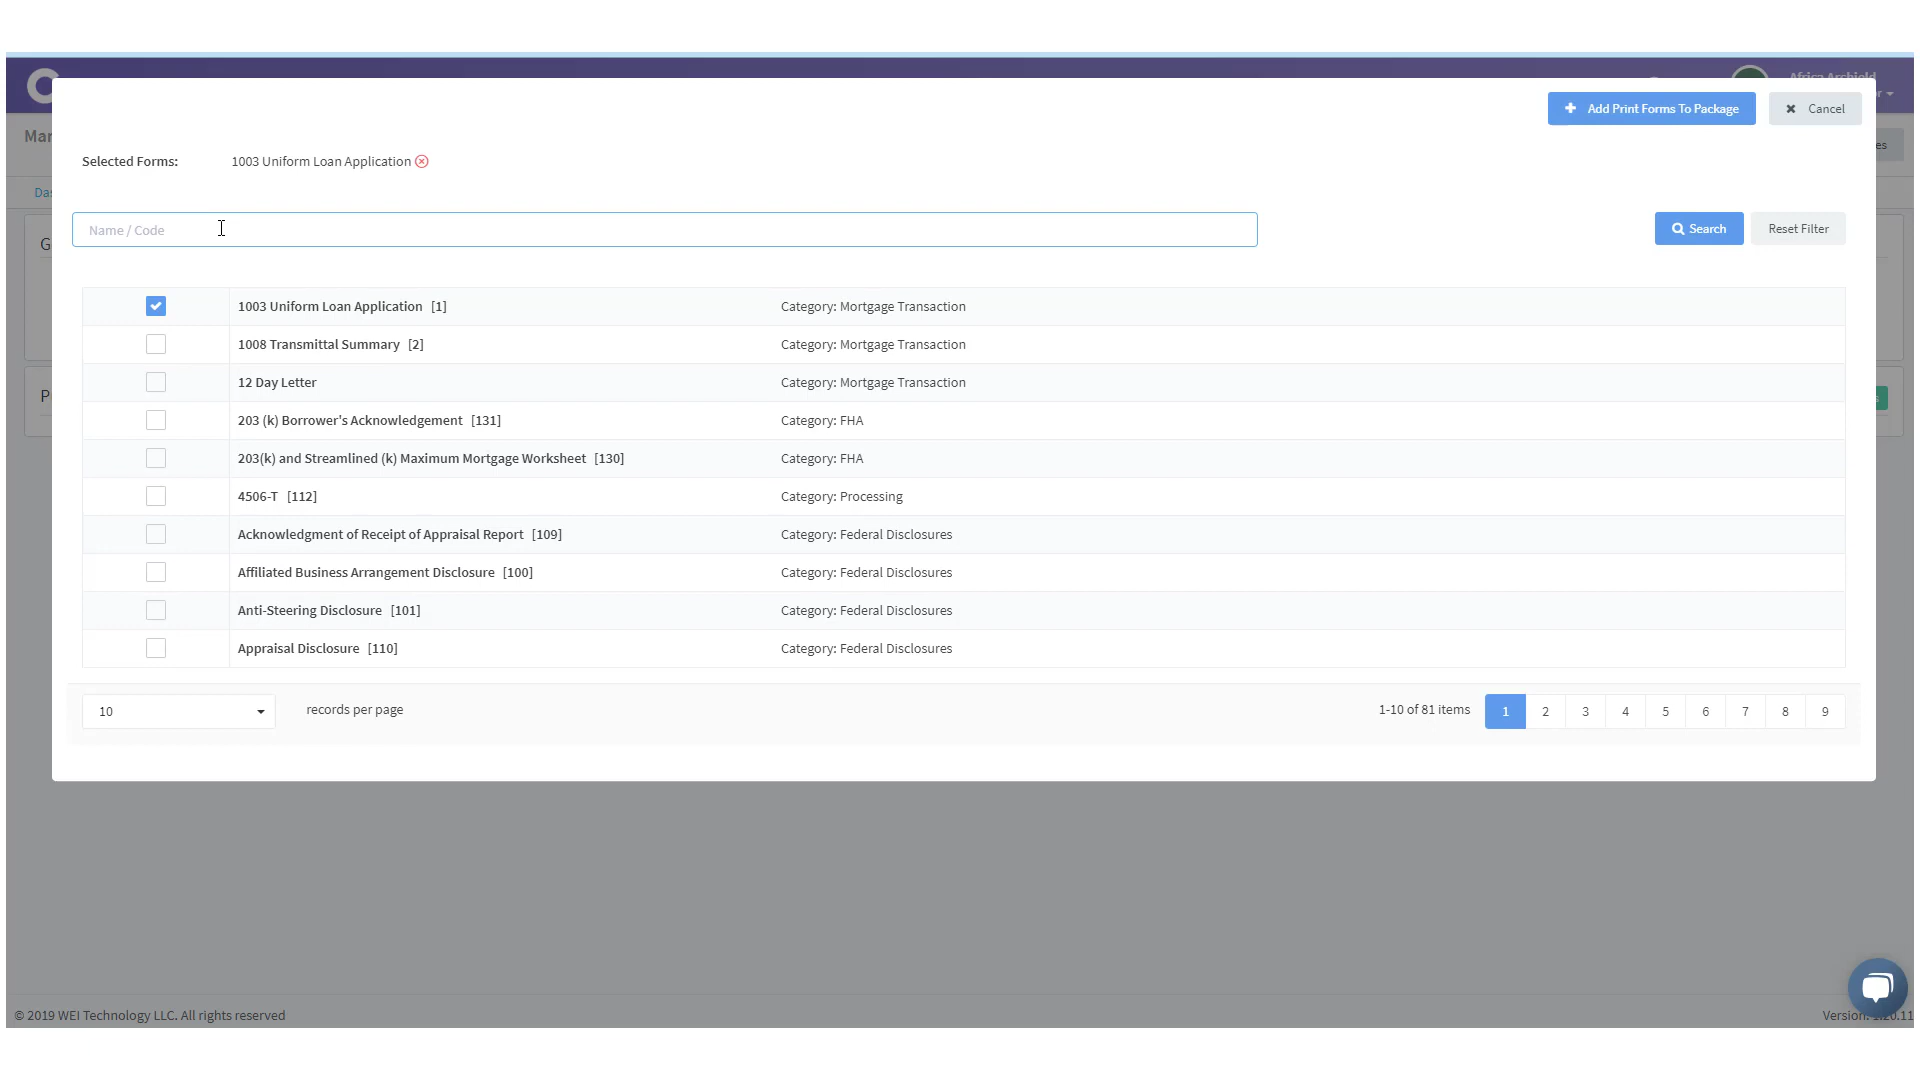 Africa Archield
Add Print Forms To Package
Cancel
Selected Forms: 1003 Uniform Loan Application
Name / Code
Search
Reset Filter
1003 Uniform Loan Application [1] Category: Mortgage Transaction
1008 Transmittal Summary [2] Category: Mortgage Transaction
12 Day Letter Category: Mortgage Transaction
203 (k) Borrower's Acknowledgement [131] Category: FHA
203(k) and Streamlined (k) Maximum Mortgage Worksheet [130] Category: FHA
4506-T [112] Category: Processing
Acknowledgment of Receipt of Appraisal Report [109] Category: Federal Disclosures
Affiliated Business Arrangement Disclosure [100] Category: Federal Disclosures
Anti-Steering Disclosure [101] Category: Federal Disclosures
Appraisal Disclosure [110] Category: Federal Disclosures
10 records per page 1-10 of 81 items 1 2 3 4 5 6 7 8 9
© 2019 WEI Technology LLC. All rights reserved
Version: